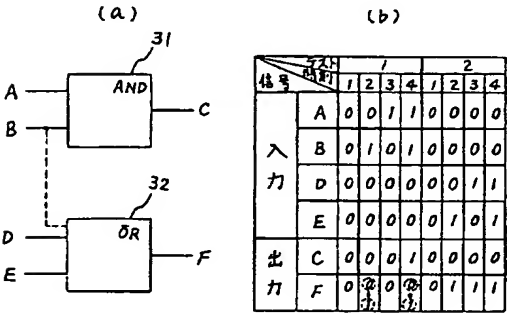 (a)
31
AND
A
B
C
32
OR
D
E
F
(b)
テスト 1 2
信号 時刻 1 2 3 4 1 2 3 4
入力
A 0 0 1 1 0 0 0 0
B 0 1 0 1 0 0 0 0
D 0 0 0 0 0 0 1 1
E 0 0 0 0 0 1 0 1
出力
C 0 0 0 1 0 0 0 0
F 0 0 0 1 1 1